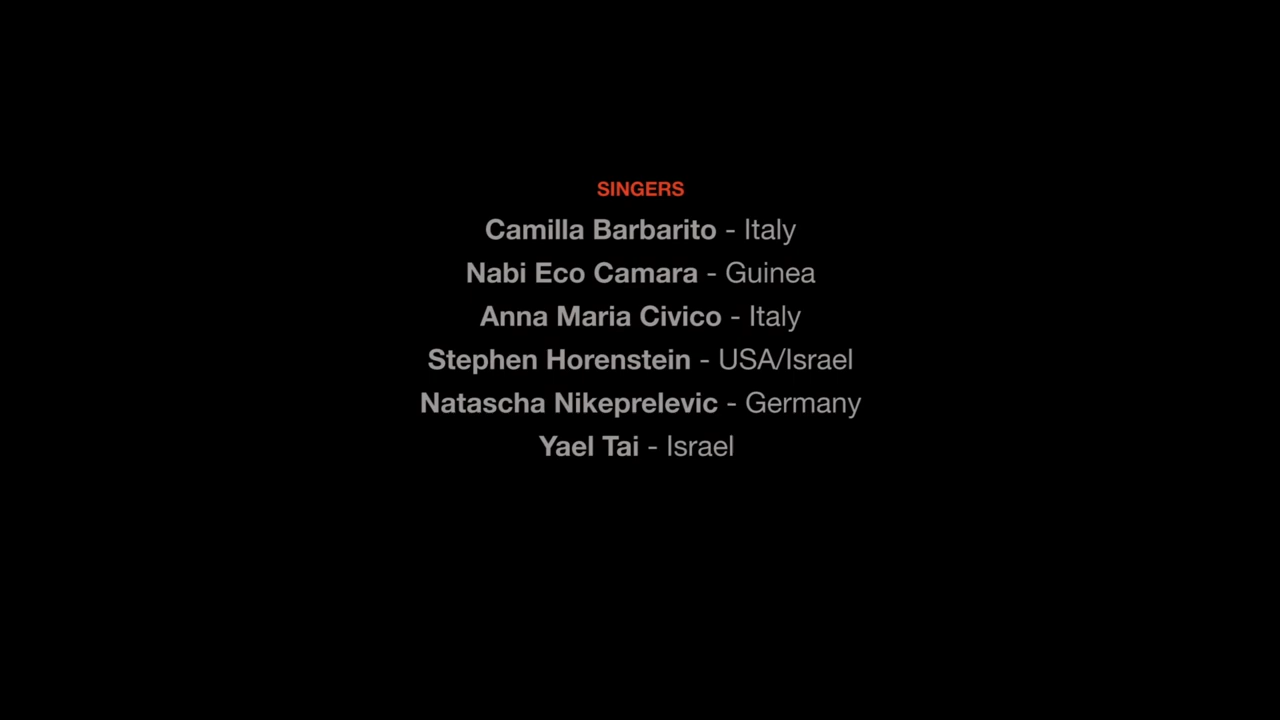 SINGERS
Camilla Barbarito - Italy
Nabi Eco Camara - Guinea
Anna Maria Civico - Italy
Stephen Horenstein - USA/Israel
Natascha Nikeprelevic - Germany
Yael Tai - Israel